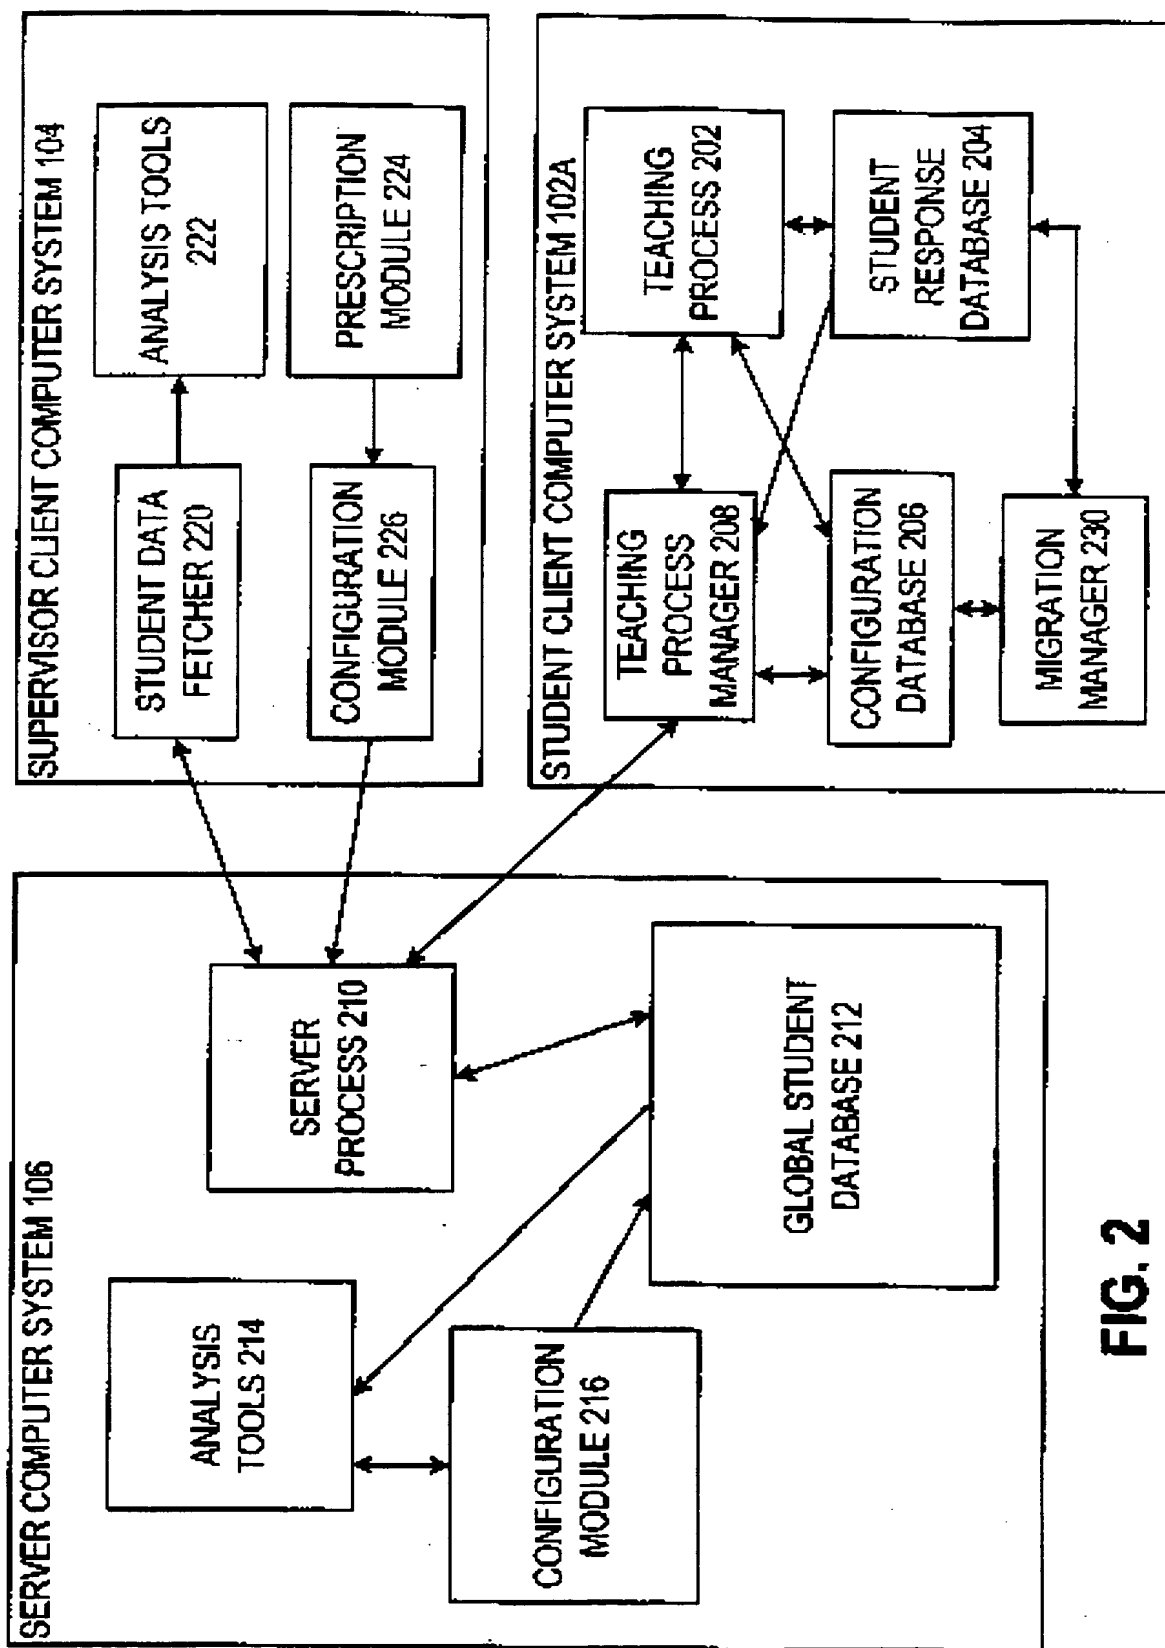 SERVER COMPUTER SYSTEM 106
ANALYSIS
TOOLS 214
SERVER
PROCESS 210
CONFIGURATION
MODULE 216
GLOBAL STUDENT
DATABASE 212
SUPERVISOR CLIENT COMPUTER SYSTEM 104
STUDENT DATA
FETCHER 220
ANALYSIS TOOLS
222
CONFIGURATION
MODULE 226
PRESCRIPTION
MODULE 224
STUDENT CLIENT COMPUTER SYSTEM 102A
TEACHING
PROCESS
MANAGER 208
TEACHING
PROCESS 202
CONFIGURATION
DATABASE 206
STUDENT
RESPONSE
DATABASE 204
MIGRATION
MANAGER 230
FIG. 2